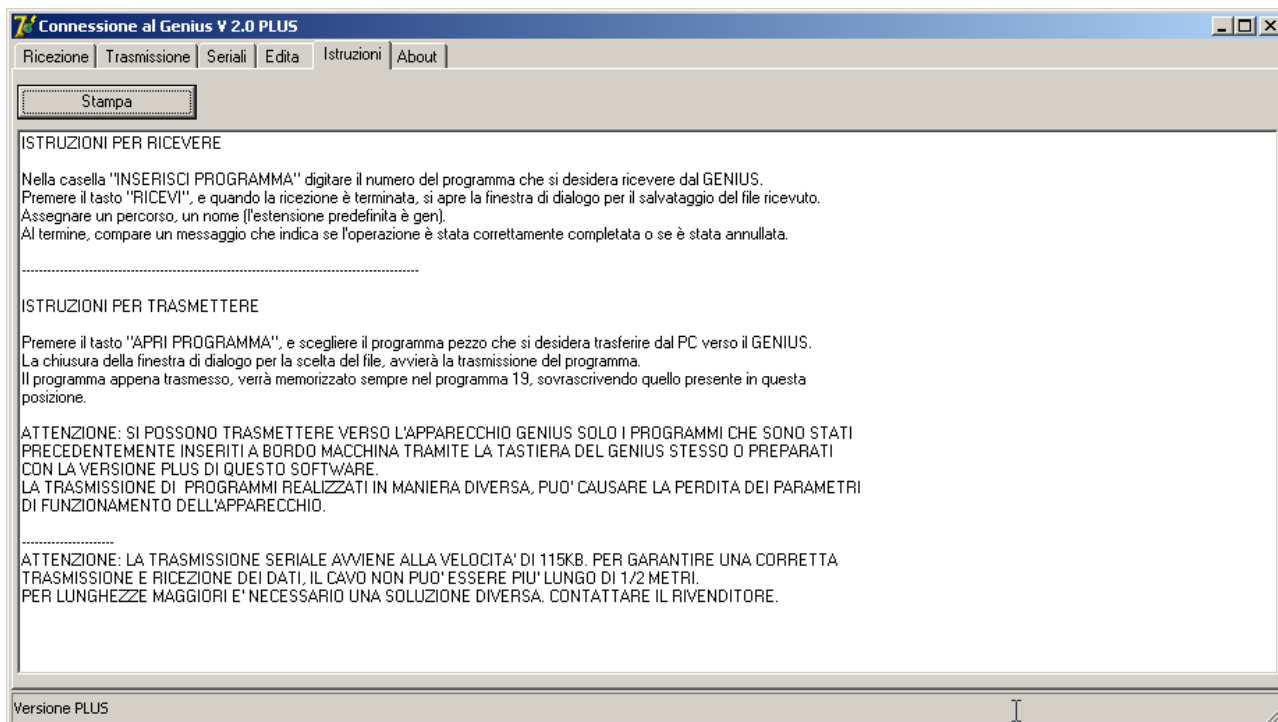 Connessione al Genius V 2.0 PLUS
Ricezione Trasmissione Seriali Edita Istruzioni About
Stampa
ISTRUZIONI PER RICEVERE
Nella casella "INSERISCI PROGRAMMA" digitare il numero del programma che si desidera ricevere dal GENIUS.
Premere il tasto "RICEVI", e quando la ricezione è terminata, si apre la finestra di dialogo per il salvataggio del file ricevuto.
Assegnare un percorso, un nome (l'estensione predefinita è gen).
Al termine, compare un messaggio che indica se l'operazione è stata correttamente completata o se è stata annullata.
-----------------------------------------------------------------------------------------------
ISTRUZIONI PER TRASMETTERE
Premere il tasto "APRI PROGRAMMA", e scegliere il programma pezzo che si desidera trasferire dal PC verso il GENIUS.
La chiusura della finestra di dialogo per la scelta del file, avvierà la trasmissione del programma.
Il programma appena trasmesso, verrà memorizzato sempre nel programma 19, sovrascrivendo quello presente in questa
posizione.
ATTENZIONE: SI POSSONO TRASMETTERE VERSO L'APPARECCHIO GENIUS SOLO I PROGRAMMI CHE SONO STATI
PRECEDENTEMENTE INSERITI A BORDO MACCHINA TRAMITE LA TASTIERA DEL GENIUS STESSO O PREPARATI
CON LA VERSIONE PLUS DI QUESTO SOFTWARE.
LA TRASMISSIONE DI  PROGRAMMI REALIZZATI IN MANIERA DIVERSA, PUO' CAUSARE LA PERDITA DEI PARAMETRI
DI FUNZIONAMENTO DELL'APPARECCHIO.
----------------------
ATTENZIONE: LA TRASMISSIONE SERIALE AVVIENE ALLA VELOCITA' DI 115KB. PER GARANTIRE UNA CORRETTA
TRASMISSIONE E RICEZIONE DEI DATI, IL CAVO NON PUO' ESSERE PIU' LUNGO DI 1/2 METRI.
PER LUNGHEZZE MAGGIORI E' NECESSARIO UNA SOLUZIONE DIVERSA. CONTATTARE IL RIVENDITORE.
Versione PLUS